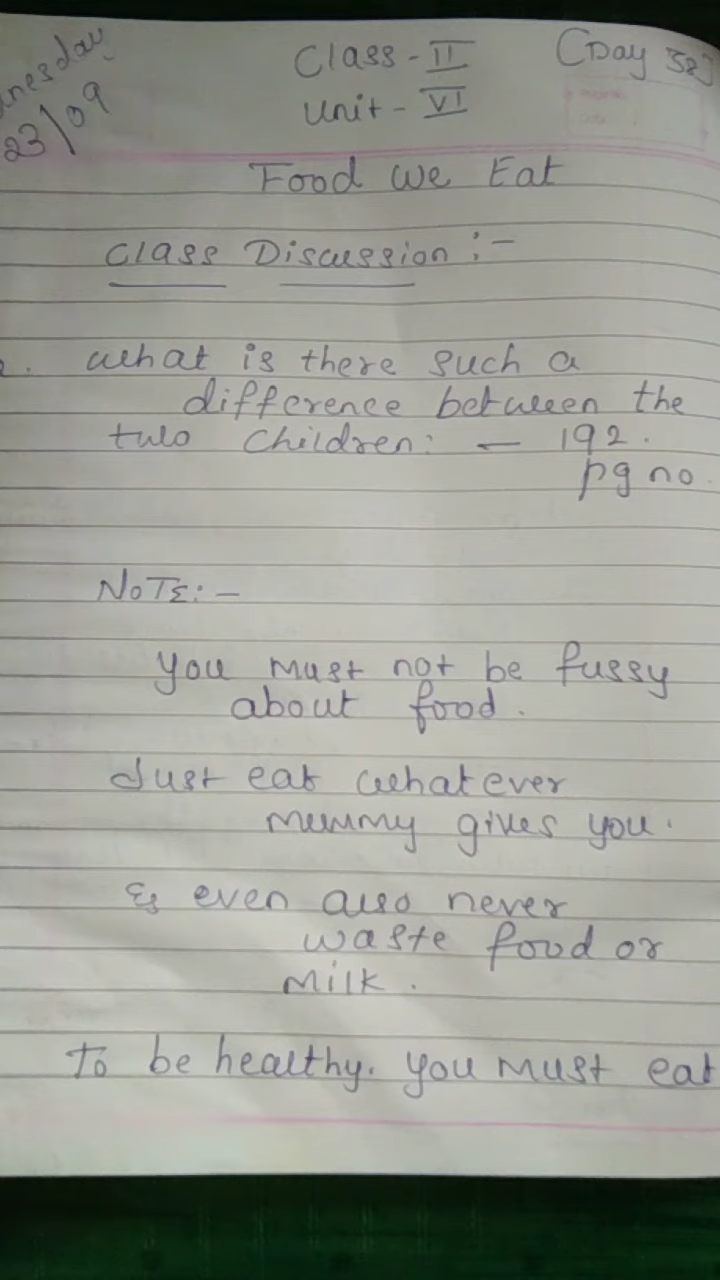 nesday
23/09
Class - II
(Day 38)
Unit - VI
Food We Eat
Class Discussion :-
what is there such a
difference between the
two children: - 192.
pg no.
NOTE: -
you must not be fussy
about food.
Just eat whatever
mummy gives you.
& even also never
waste food or
milk.
To be healthy. you must eat